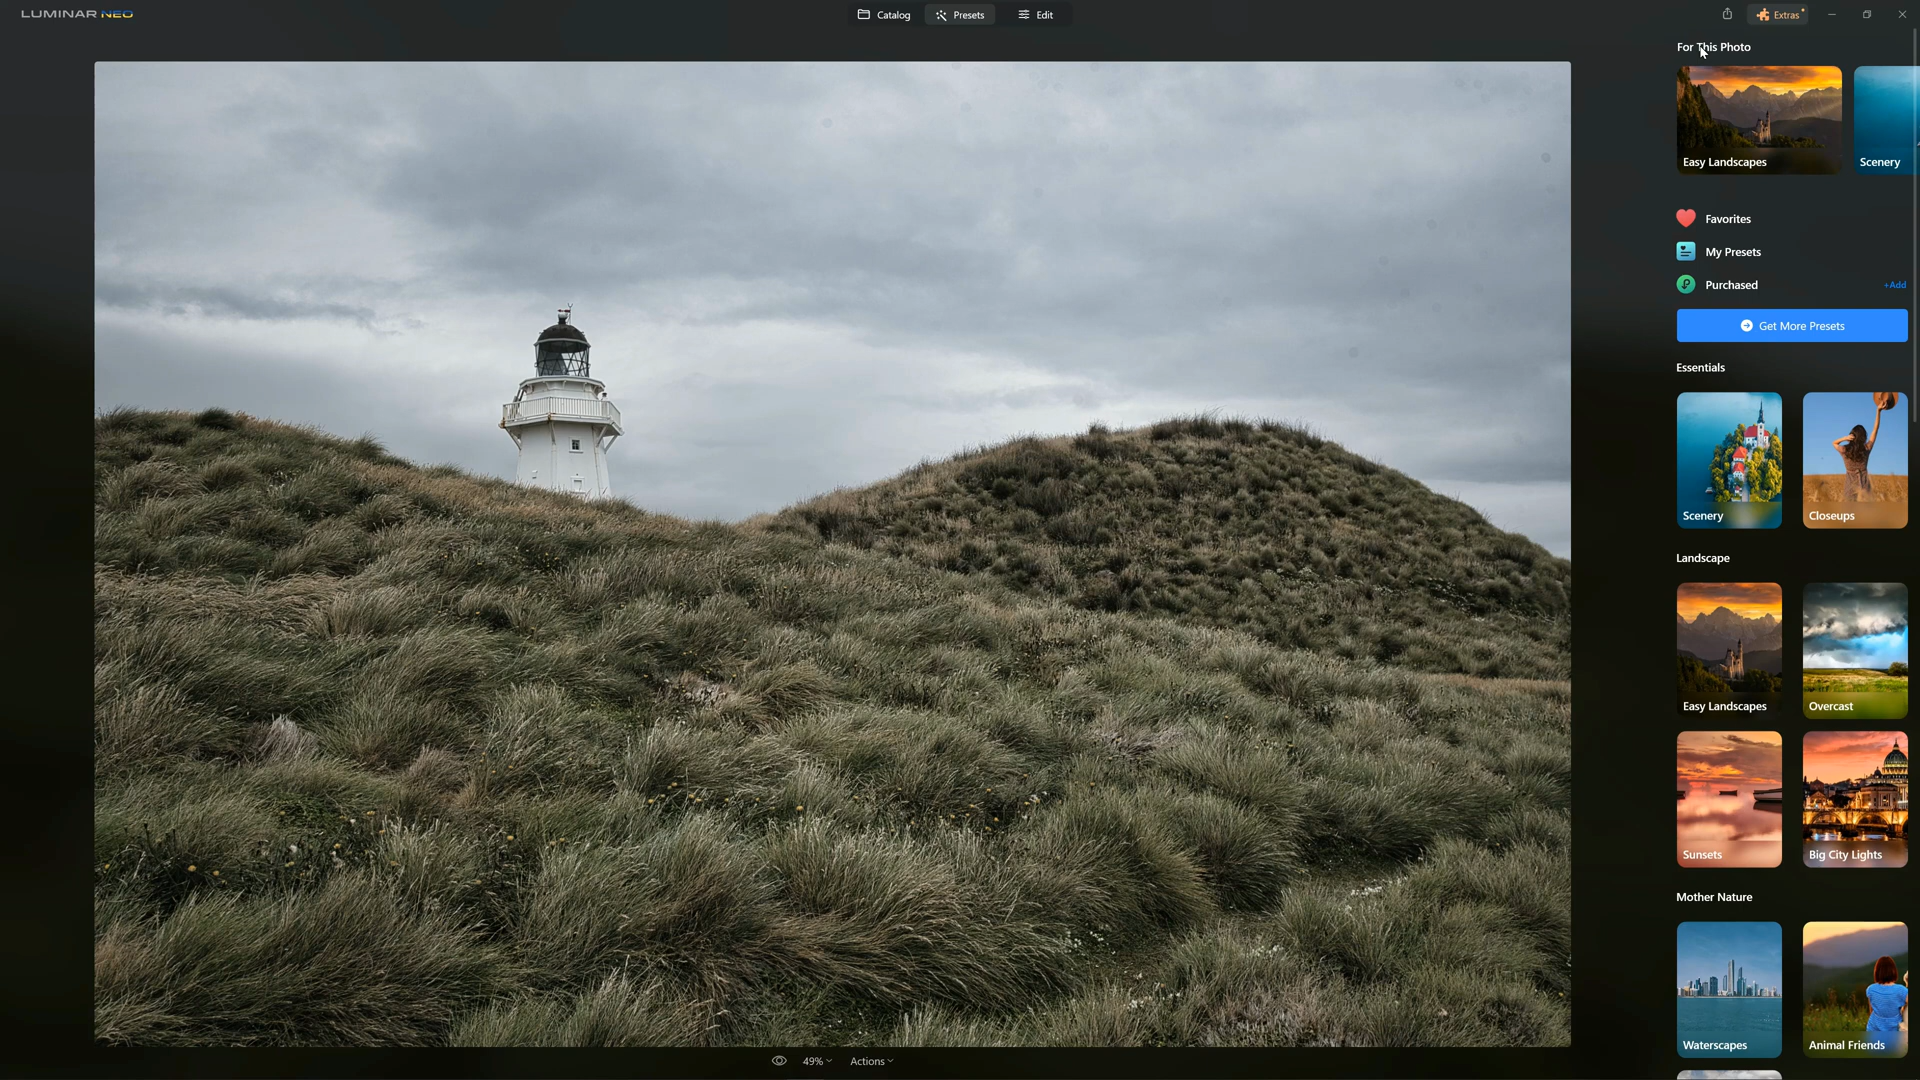 LUMINAR NEO
Catalog
Presets
Edit
Extras
For This Photo
Easy Landscapes
Scenery
Favorites
My Presets
Purchased
+Add
Get More Presets
Essentials
Scenery
Closeups
Landscape
Easy Landscapes
Overcast
Sunsets
Big City Lights
Mother Nature
Waterscapes
Animal Friends
49%
Actions